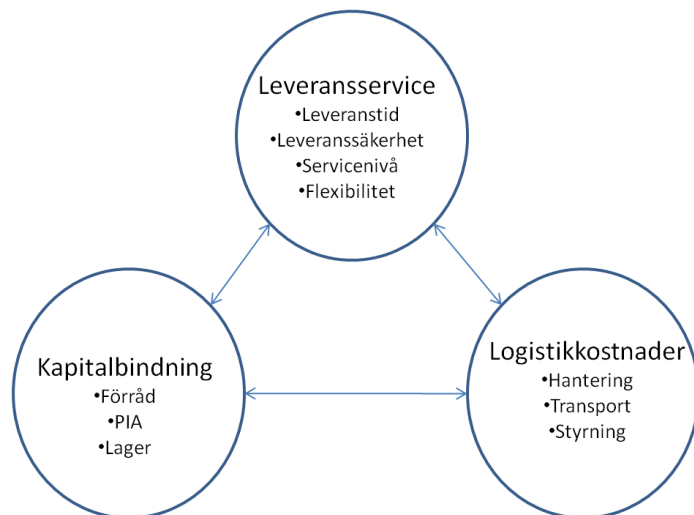 Leveransservice
•Leveranstid
•Leveranssäkerhet
•Servicenivå
•Flexibilitet
Kapitalbindning
•Förråd
•PIA
•Lager
Logistikkostnader
•Hantering
•Transport
•Styrning